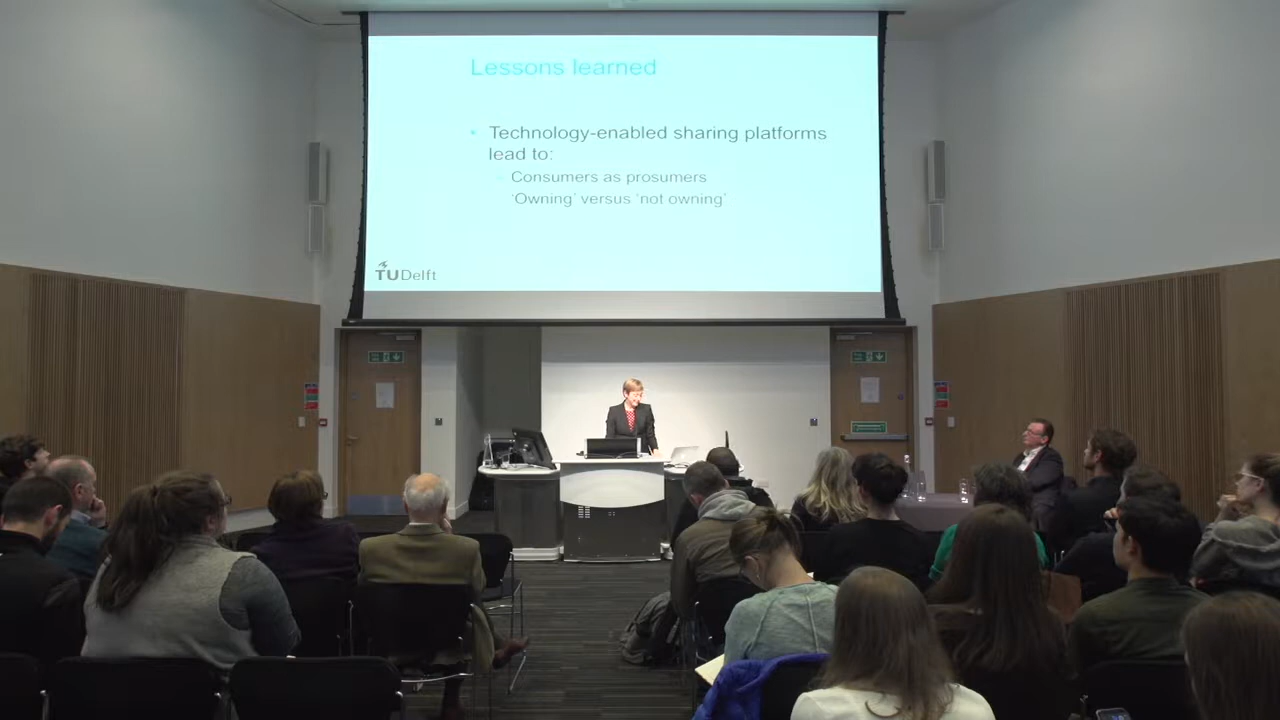 Lessons learned
Technology-enabled sharing platforms
lead to:
Consumers as prosumers
‘Owning’ versus ‘not owning’
TUDelft